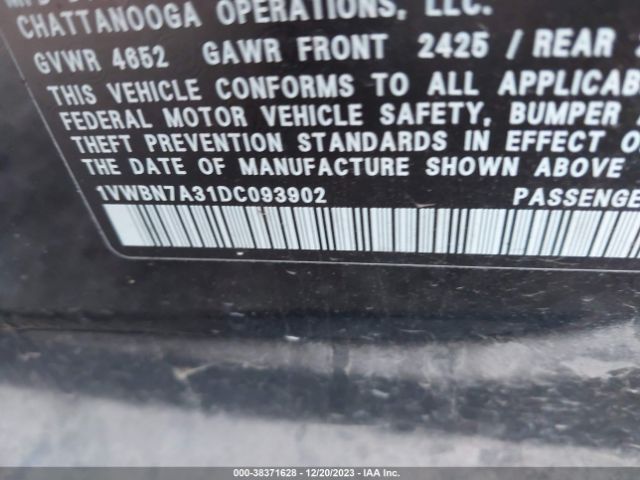 CHATTANOOGA OPERATIONS, LLC.
GVWR 4652 GAWR FRONT 2425 / REAR
THIS VEHICLE CONFORMS TO ALL APPLICAB
FEDERAL MOTOR VEHICLE SAFETY, BUMPER
THEFT PREVENTION STANDARDS IN EFFECT O
THE DATE OF MANUFACTURE SHOWN ABOVE
1VWBN7A31DC093902 PASSENGE
000-38371628 - 12/20/2023 - IAA Inc.